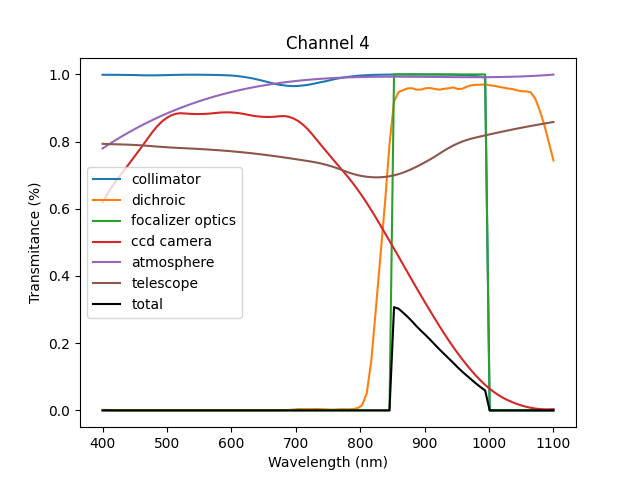 Channel 4
Transmitance (%)
1.0
0.8
0.6
0.4
0.2
0.0
collimator
dichroic
focalizer optics
ccd camera
atmosphere
telescope
total
400 500 600 700 800 900 1000 1100
Wavelength (nm)